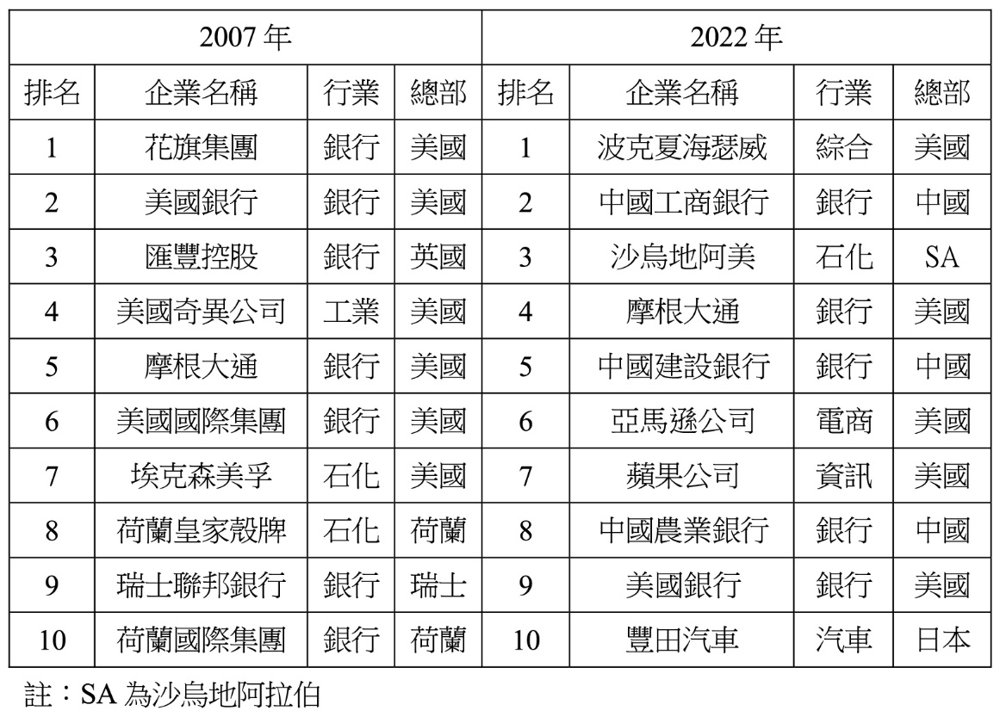 2007 年 2022 年
排名 企業名稱 行業 總部 排名 企業名稱 行業 總部
1 花旗集團 銀行 美國 1 波克夏海瑟威 綜合 美國
2 美國銀行 銀行 美國 2 中國工商銀行 銀行 中國
3 匯豐控股 銀行 英國 3 沙烏地阿美 石化 SA
4 美國奇異公司 工業 美國 4 摩根大通 銀行 美國
5 摩根大通 銀行 美國 5 中國建設銀行 銀行 中國
6 美國國際集團 銀行 美國 6 亞馬遜公司 電商 美國
7 埃克森美孚 石化 美國 7 蘋果公司 資訊 美國
8 荷蘭皇家殼牌 石化 荷蘭 8 中國農業銀行 銀行 中國
9 瑞士聯邦銀行 銀行 瑞士 9 美國銀行 銀行 美國
10 荷蘭國際集團 銀行 荷蘭 10 豐田汽車 汽車 日本
註：SA 為沙烏地阿拉伯